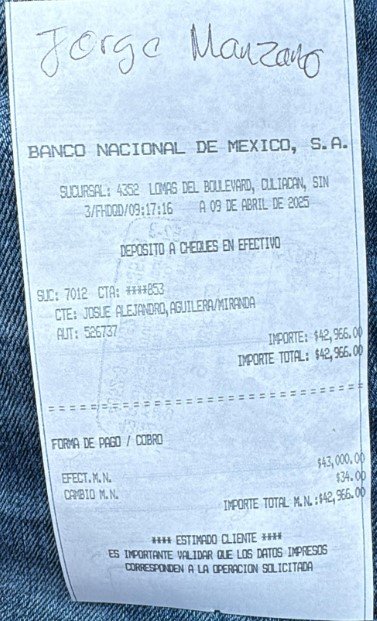 Jorge Manzano
BANCO NACIONAL DE MEXICO, S.A.
SUCURSAL: 4352 LOMAS DEL BOULEVARD, CULIACAN, SIN
3/FHDQD/09:17:16 A 09 DE ABRIL DE 2025
DEPOSITO A CHEQUES EN EFECTIVO
SUC: 7012 CTA: ****853
CTE: JOSUE ALEJANDRO,AGUILERA/MIRANDA
AUT: 526737
IMPORTE: $42,966.00
IMPORTE TOTAL: $42,966.00
FORMA DE PAGO / COBRO
EFECT.M.N. $43,000.00
CAMBIO M.N. $34.00
IMPORTE TOTAL M.N.:$42,966.00
**** ESTIMADO CLIENTE ****
ES IMPORTANTE VALIDAR QUE LOS DATOS IMPRESOS
CORRESPONDEN A LA OPERACION SOLICITADA